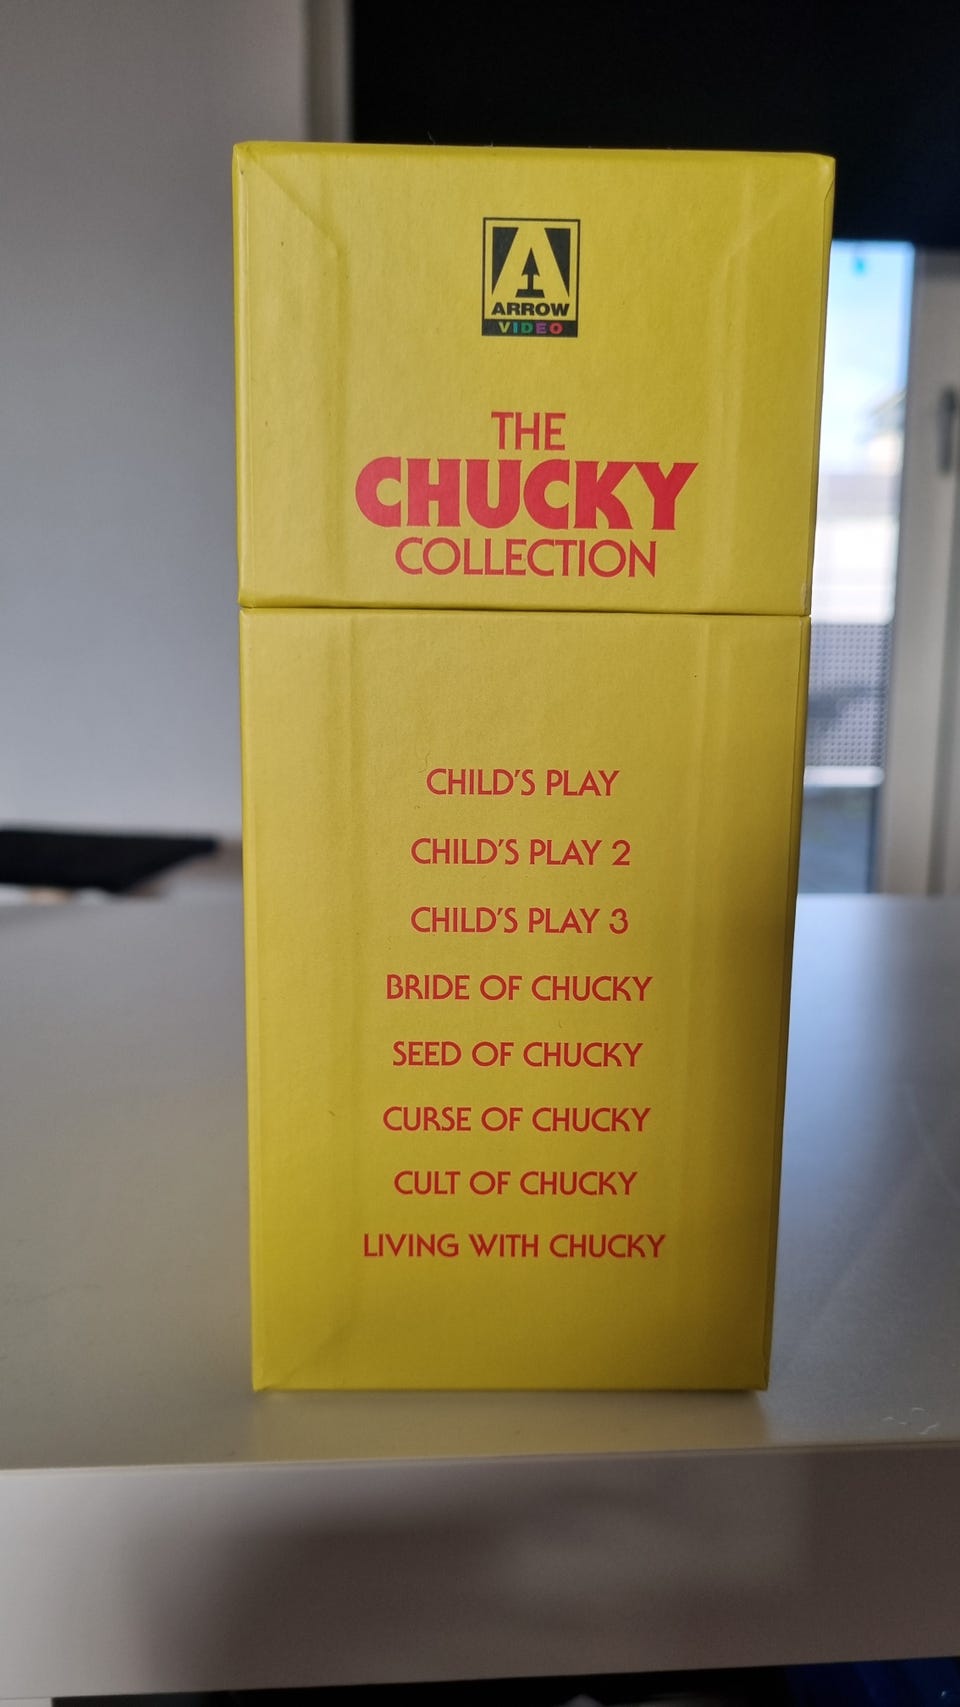 A
ARROW
VIDEO
THE
CHUCKY
COLLECTION
CHILD'S PLAY
CHILD'S PLAY 2
CHILD'S PLAY 3
BRIDE OF CHUCKY
SEED OF CHUCKY
CURSE OF CHUCKY
CULT OF CHUCKY
LIVING WITH CHUCKY